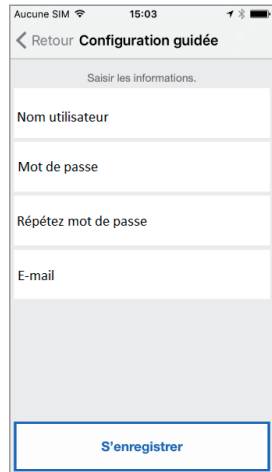 Aucune SIM 15:03
Retour Configuration guidée
Saisir les informations.
Nom utilisateur
Mot de passe
Répétez mot de passe
E-mail
S'enregistrer